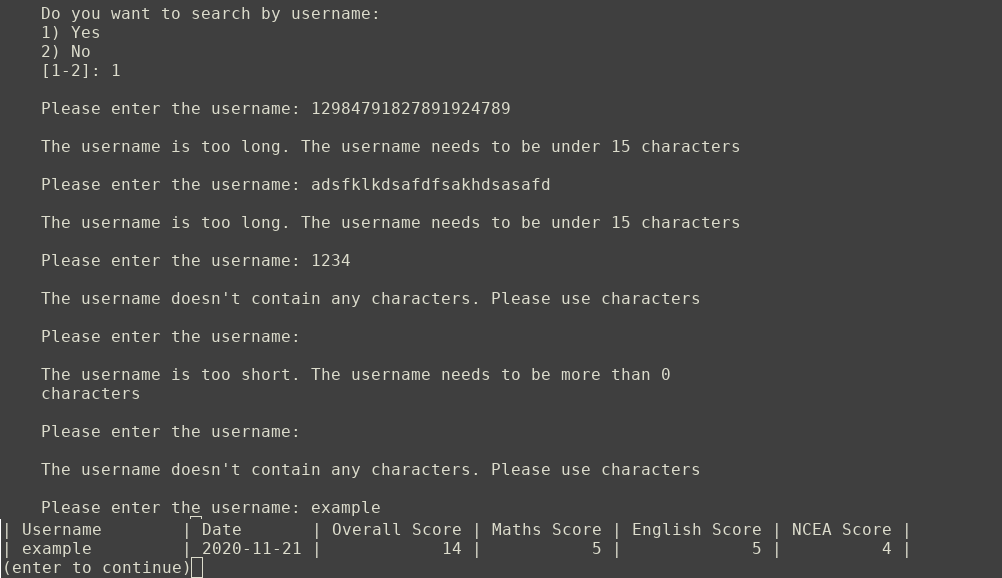 Do you want to search by username:
1) Yes
2) No
[1-2]: 1
Please enter the username: 12984791827891924789
The username is too long. The username needs to be under 15 characters
Please enter the username: adsfklkdsafdfsakhdsasafd
The username is too long. The username needs to be under 15 characters
Please enter the username: 1234
The username doesn't contain any characters. Please use characters
Please enter the username:
The username is too short. The username needs to be more than 0
characters
Please enter the username:
The username doesn't contain any characters. Please use characters
Please enter the username: example
| Username | Date | Overall Score | Maths Score | English Score | NCEA Score |
| example | 2020-11-21 | 14 | 5 | 5 | 4 |
(enter to continue)